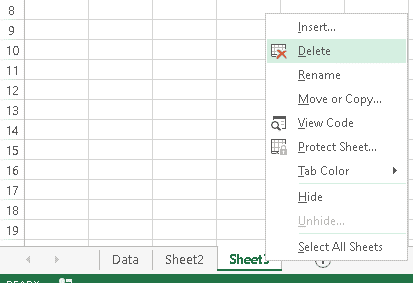 8
9
10
11
12
13
14
15
16
17
18
19
Insert...
Delete
Rename
Move or Copy...
View Code
Protect Sheet...
Tab Color
Hide
Unhide...
Select All Sheets
Data Sheet2 Sheet3